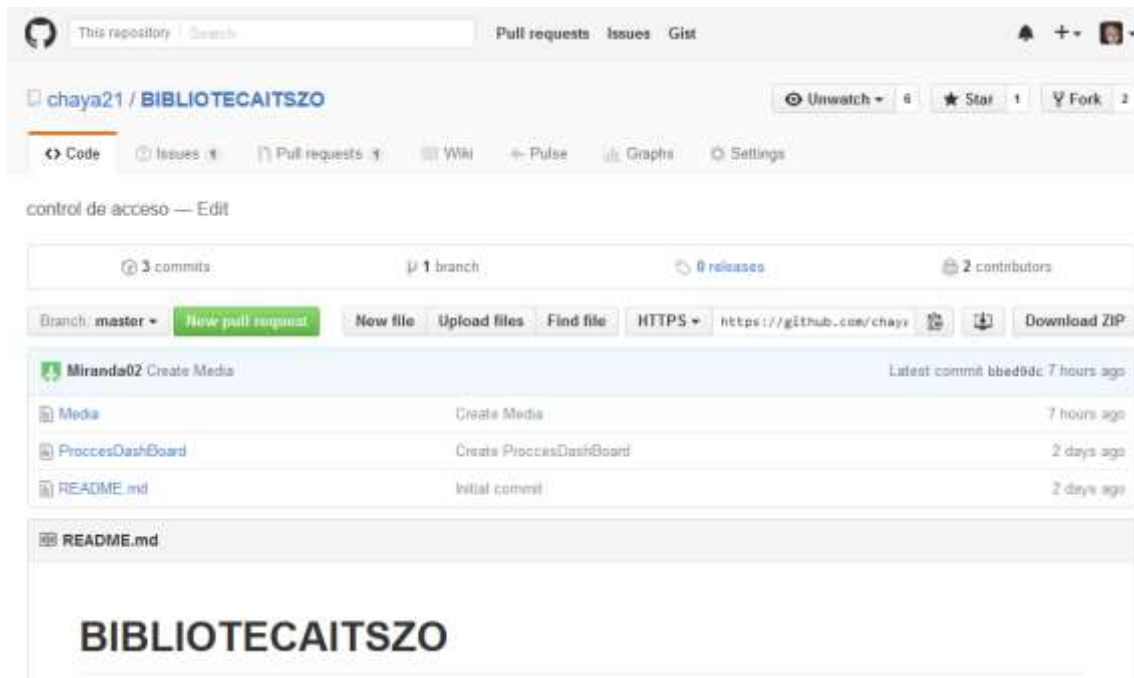 This repository Search Pull requests Issues Gist
chaya21 / BIBLIOTECAITSZO Unwatch 6 Star 1 Fork 2
Code Issues 1 Pull requests 1 Wiki Pulse Graphs Settings
control de acceso — Edit
3 commits 1 branch 0 releases 2 contributors
Branch: master New pull request New file Upload files Find file HTTPS https://github.com/chaya Download ZIP
Miranda02 Create Media Latest commit bbed9dc 7 hours ago
Media Create Media 7 hours ago
ProccesDashBoard Create ProccesDashBoard 2 days ago
README.md Initial commit 2 days ago
README.md
BIBLIOTECAITSZO